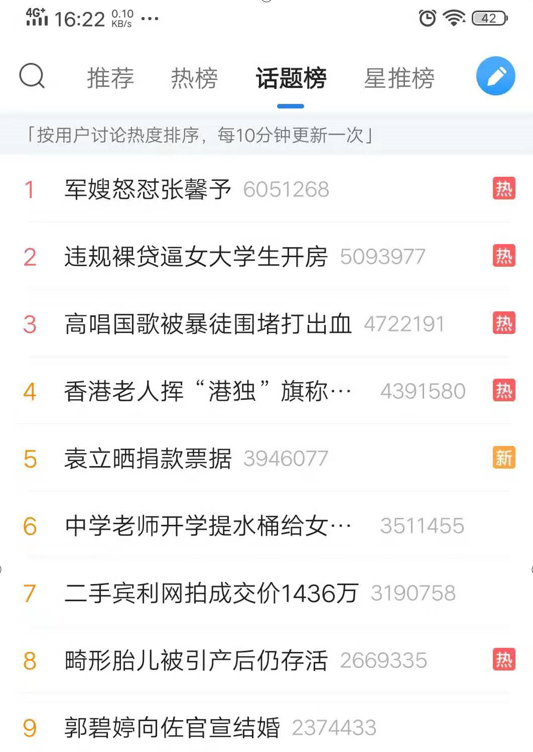 4G+ 16:22 0.10 KB/s ••• 42
推荐 热榜 话题榜 星推榜
「按用户讨论热度排序，每10分钟更新一次」
1 军嫂怒怼张馨予 6051268 热
2 违规裸贷逼女大学生开房 5093977 热
3 高唱国歌被暴徒围堵打出血 4722191 热
4 香港老人挥“港独”旗称… 4391580 热
5 袁立晒捐款票据 3946077 新
6 中学老师开学提水桶给女… 3511455
7 二手宾利网拍成交价1436万 3190758
8 畸形胎儿被引产后仍存活 2669335 热
9 郭碧婷向佐官宣结婚 2374433